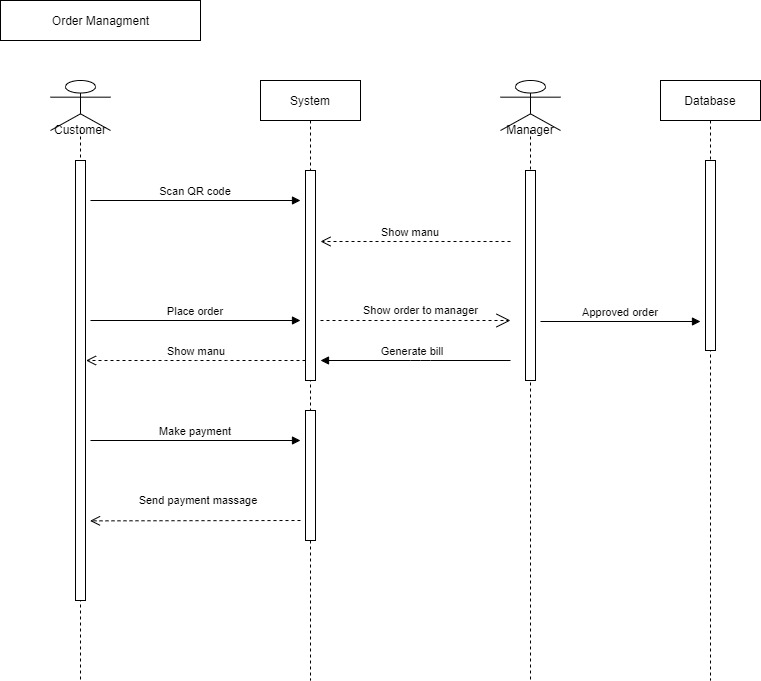 Order Managment
Customer
System
Manager
Database
Scan QR code
Show manu
Place order
Show order to manager
Approved order
Show manu
Generate bill
Make payment
Send payment massage